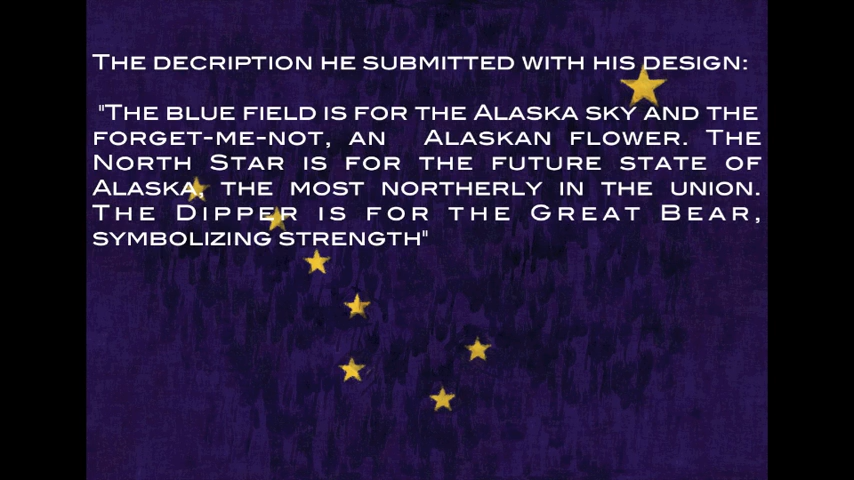 The decription he submitted with his design:
"The blue field is for the Alaska sky and the
forget-me-not, an Alaskan flower. The
North Star is for the future state of
Alaska, the most northerly in the union.
The Dipper is for the Great Bear,
symbolizing strength"